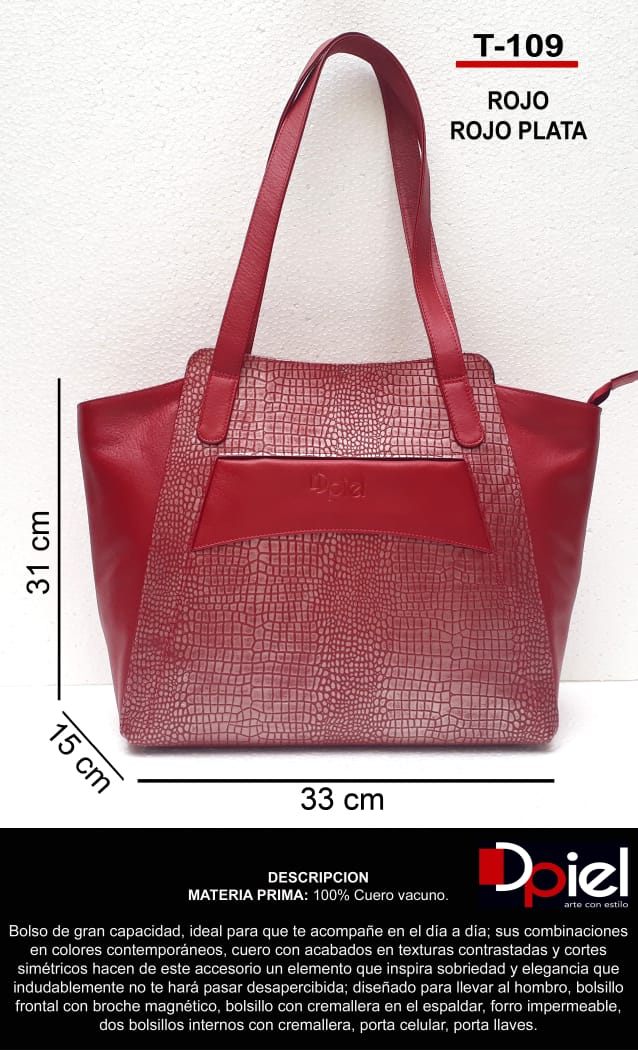 T-109
ROJO
ROJO PLATA
Dpiel
31 cm
15 cm
33 cm
Dpiel
arte con estilo
DESCRIPCION
MATERIA PRIMA: 100% Cuero vacuno.
Bolso de gran capacidad, ideal para que te acompañe en el día a día; sus combinaciones
en colores contemporáneos, cuero con acabados en texturas contrastadas y cortes
simétricos hacen de este accesorio un elemento que inspira sobriedad y elegancia que
indudablemente no te hará pasar desapercibida; diseñado para llevar al hombro, bolsillo
frontal con broche magnético, bolsillo con cremallera en el espaldar, forro impermeable,
dos bolsillos internos con cremallera, porta celular, porta llaves.